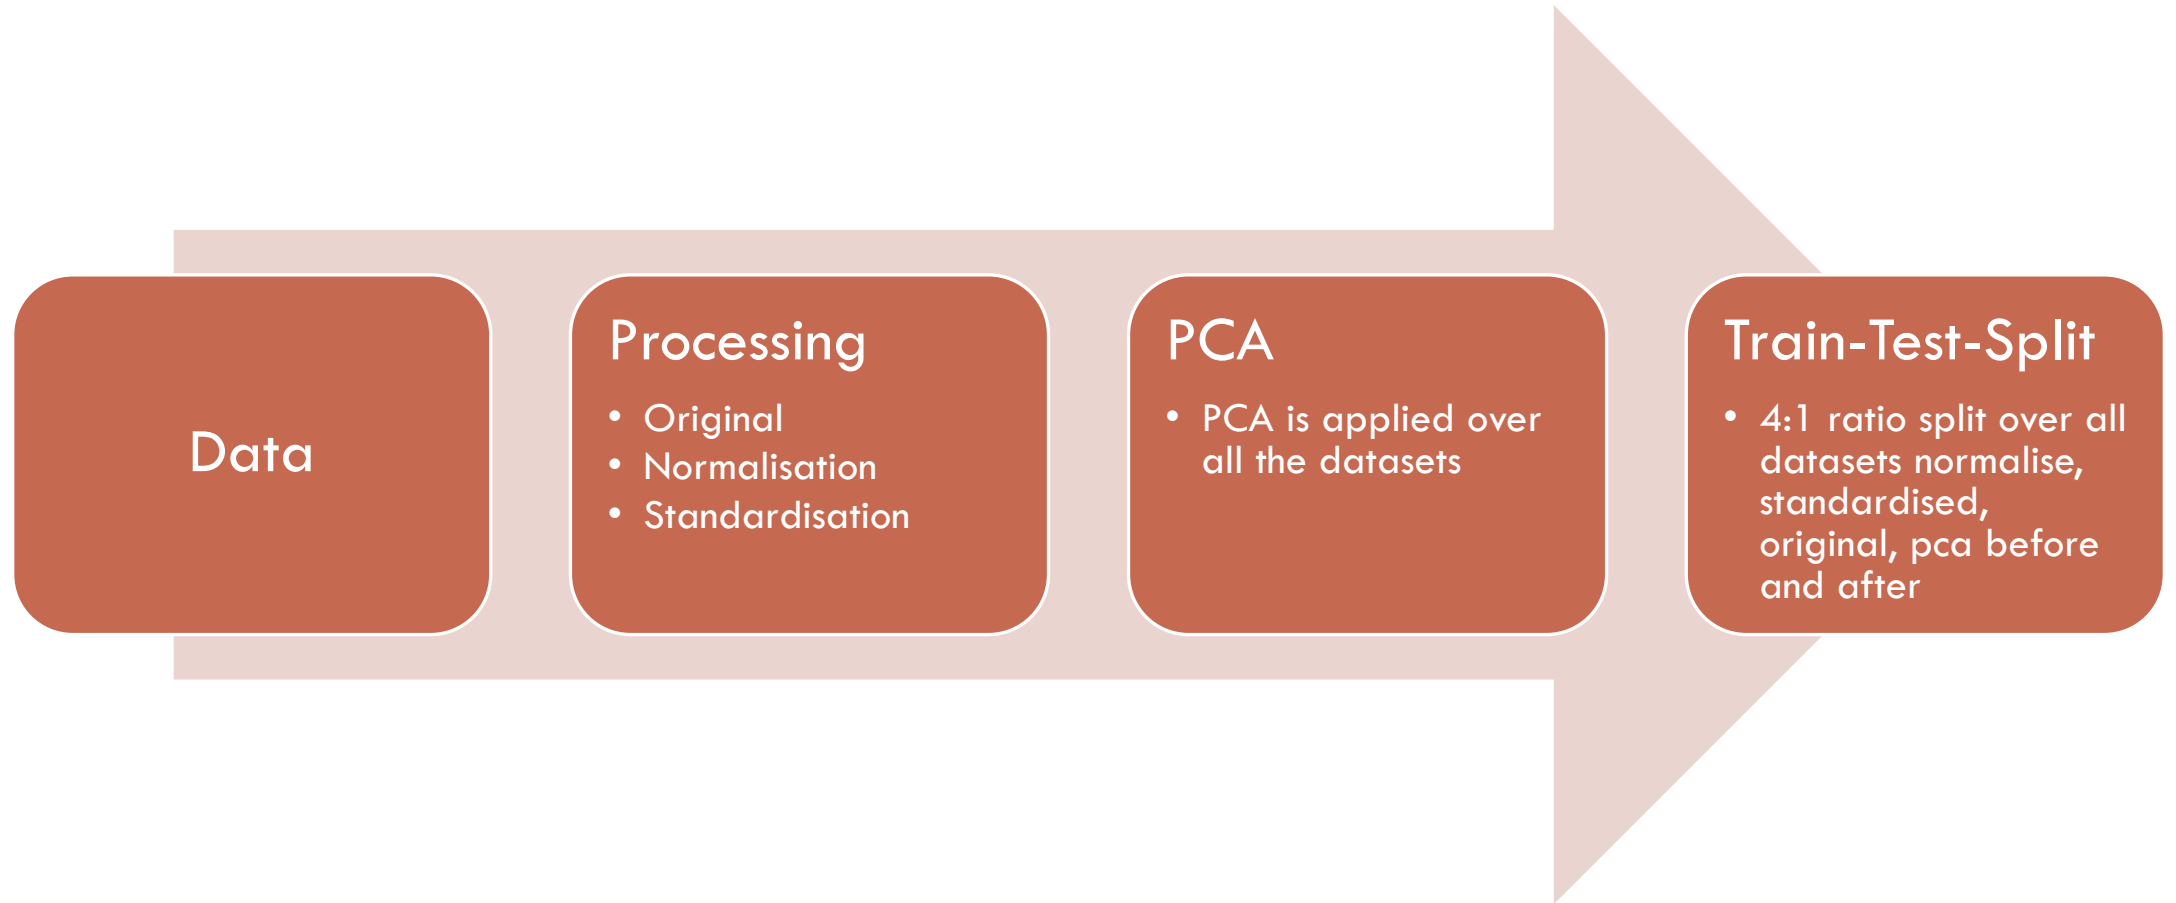 Data
Processing
• Original
• Normalisation
• Standardisation
PCA
• PCA is applied over
all the datasets
Train-Test-Split
• 4:1 ratio split over all
datasets normalise,
standardised,
original, pca before
and after